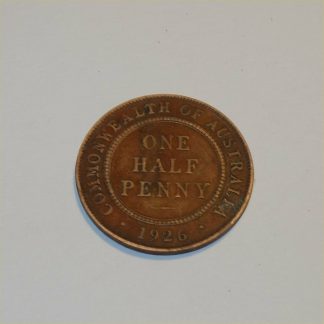 COMMONWEALTH OF AUSTRALIA
ONE
HALF
PENNY
· 1926 ·